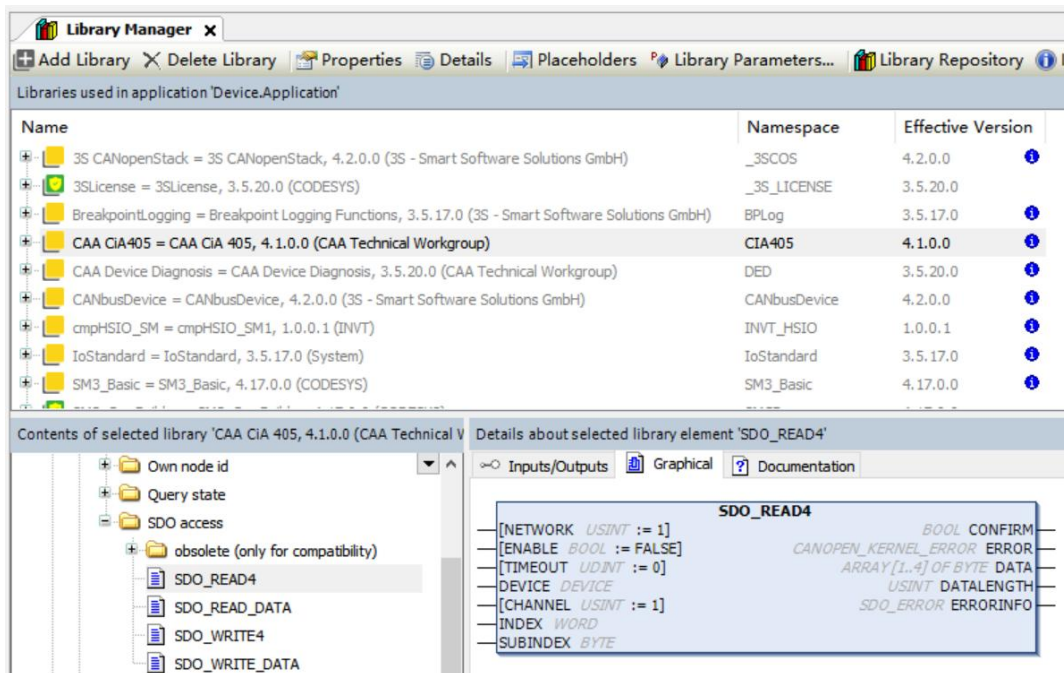 Library Manager x
Add Library Delete Library Properties Details Placeholders Library Parameters... Library Repository
Libraries used in application 'Device.Application'
Name Namespace Effective Version
3S CANopenStack = 3S CANopenStack, 4.2.0.0 (3S - Smart Software Solutions GmbH) _3SCOS 4.2.0.0
3SLicense = 3SLicense, 3.5.20.0 (CODESYS) _3S_LICENSE 3.5.20.0
BreakpointLogging = Breakpoint Logging Functions, 3.5.17.0 (3S - Smart Software Solutions GmbH) BPLog 3.5.17.0
CAA CiA405 = CAA CiA 405, 4.1.0.0 (CAA Technical Workgroup) CIA405 4.1.0.0
CAA Device Diagnosis = CAA Device Diagnosis, 3.5.20.0 (CAA Technical Workgroup) DED 3.5.20.0
CANbusDevice = CANbusDevice, 4.2.0.0 (3S - Smart Software Solutions GmbH) CANbusDevice 4.2.0.0
cmpHSIO_SM = cmpHSIO_SM1, 1.0.0.1 (INVT) INVT_HSIO 1.0.0.1
IoStandard = IoStandard, 3.5.17.0 (System) IoStandard 3.5.17.0
SM3_Basic = SM3_Basic, 4.17.0.0 (CODESYS) SM3_Basic 4.17.0.0
Contents of selected library 'CAA CiA 405, 4.1.0.0 (CAA Technical
Details about selected library element 'SDO_READ4'
Own node id
Query state
SDO access
obsolete (only for compatibility)
SDO_READ4
SDO_READ_DATA
SDO_WRITE4
SDO_WRITE_DATA
Inputs/Outputs Graphical Documentation
SDO_READ4
[NETWORK USINT := 1] BOOL CONFIRM
[ENABLE BOOL := FALSE] CANOPEN_KERNEL_ERROR ERROR
[TIMEOUT UDINT := 0] ARRAY [1..4] OF BYTE DATA
DEVICE DEVICE USINT DATALENGTH
[CHANNEL USINT := 1] SDO_ERROR ERRORINFO
INDEX WORD
SUBINDEX BYTE